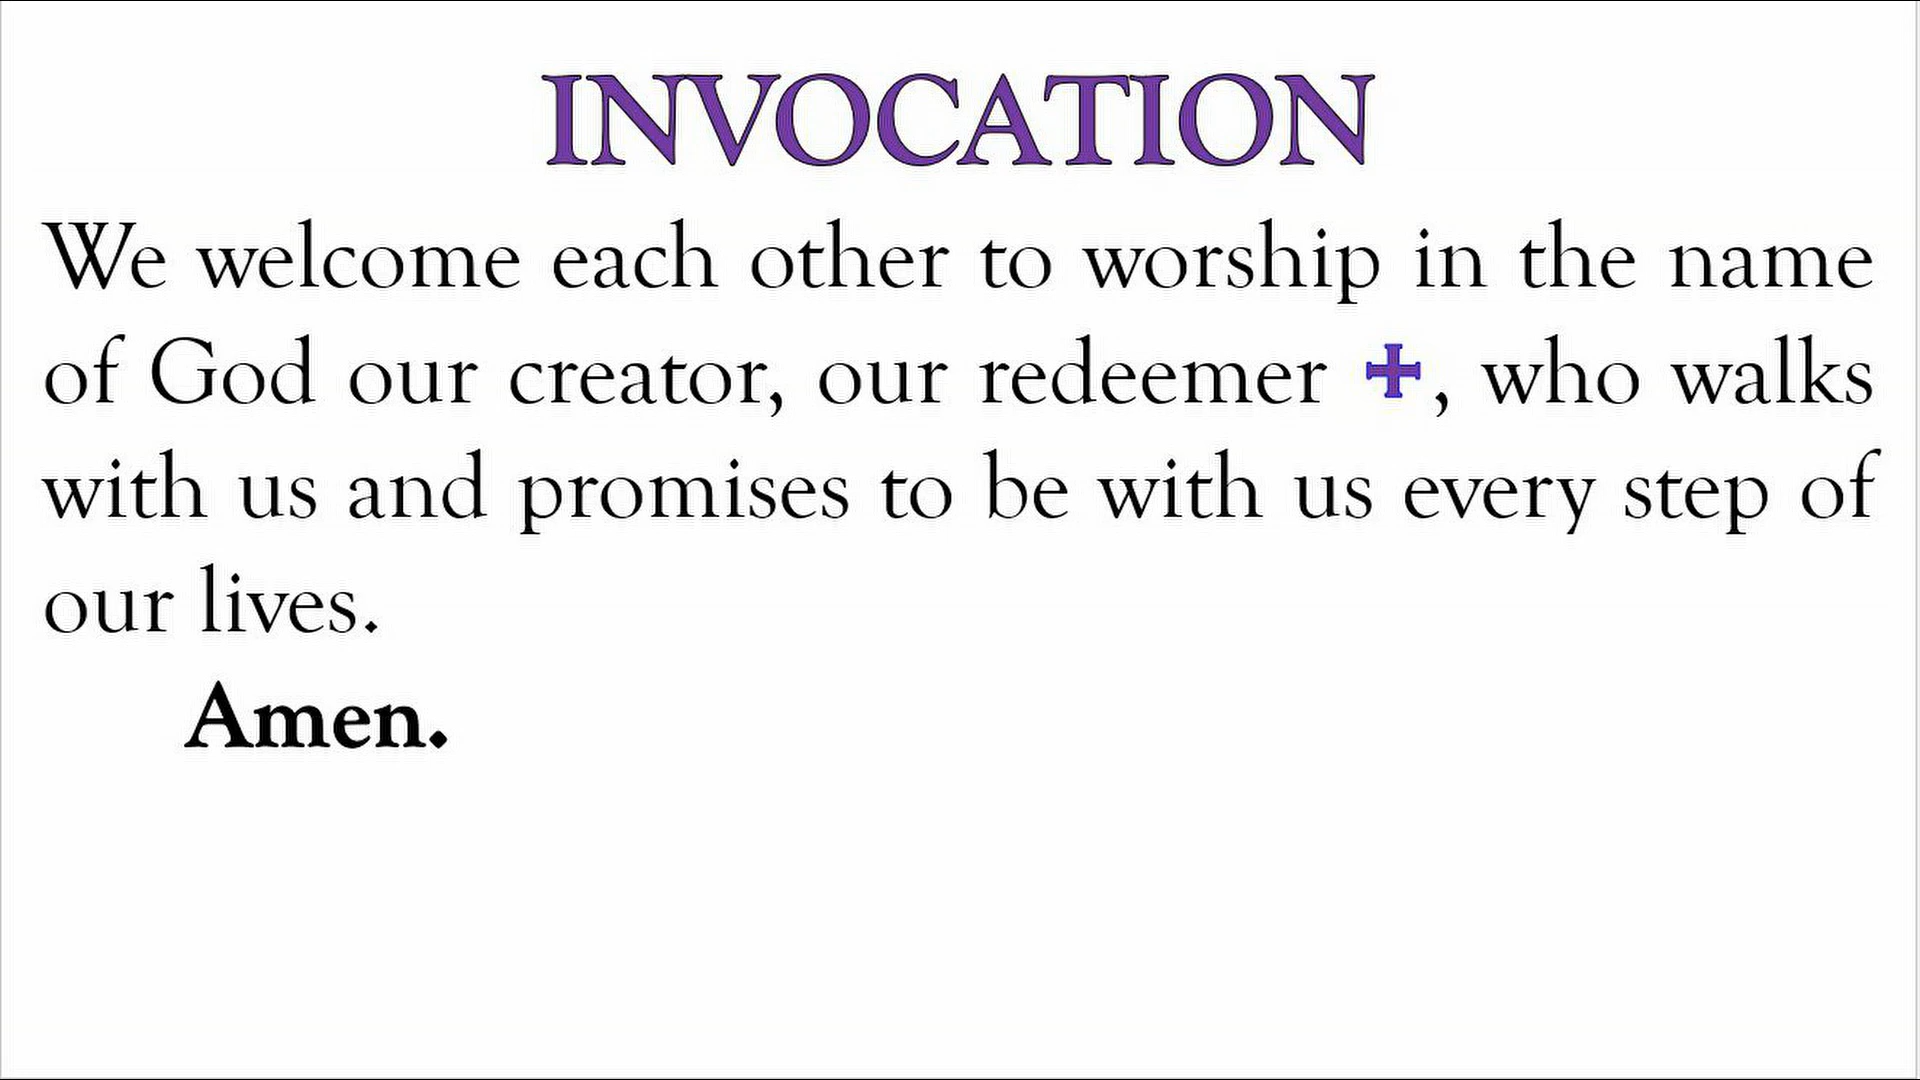 INVOCATION
We welcome each other to worship in the name
of God our creator, our redeemer ✠, who walks
with us and promises to be with us every step of
our lives.
Amen.